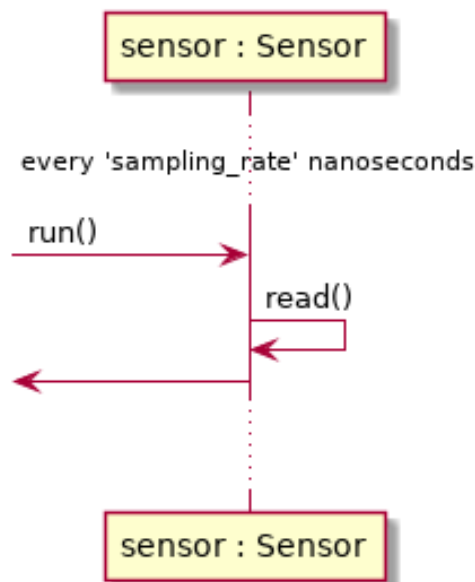 sensor : Sensor
every 'sampling_rate' nanoseconds
run()
read()
sensor : Sensor